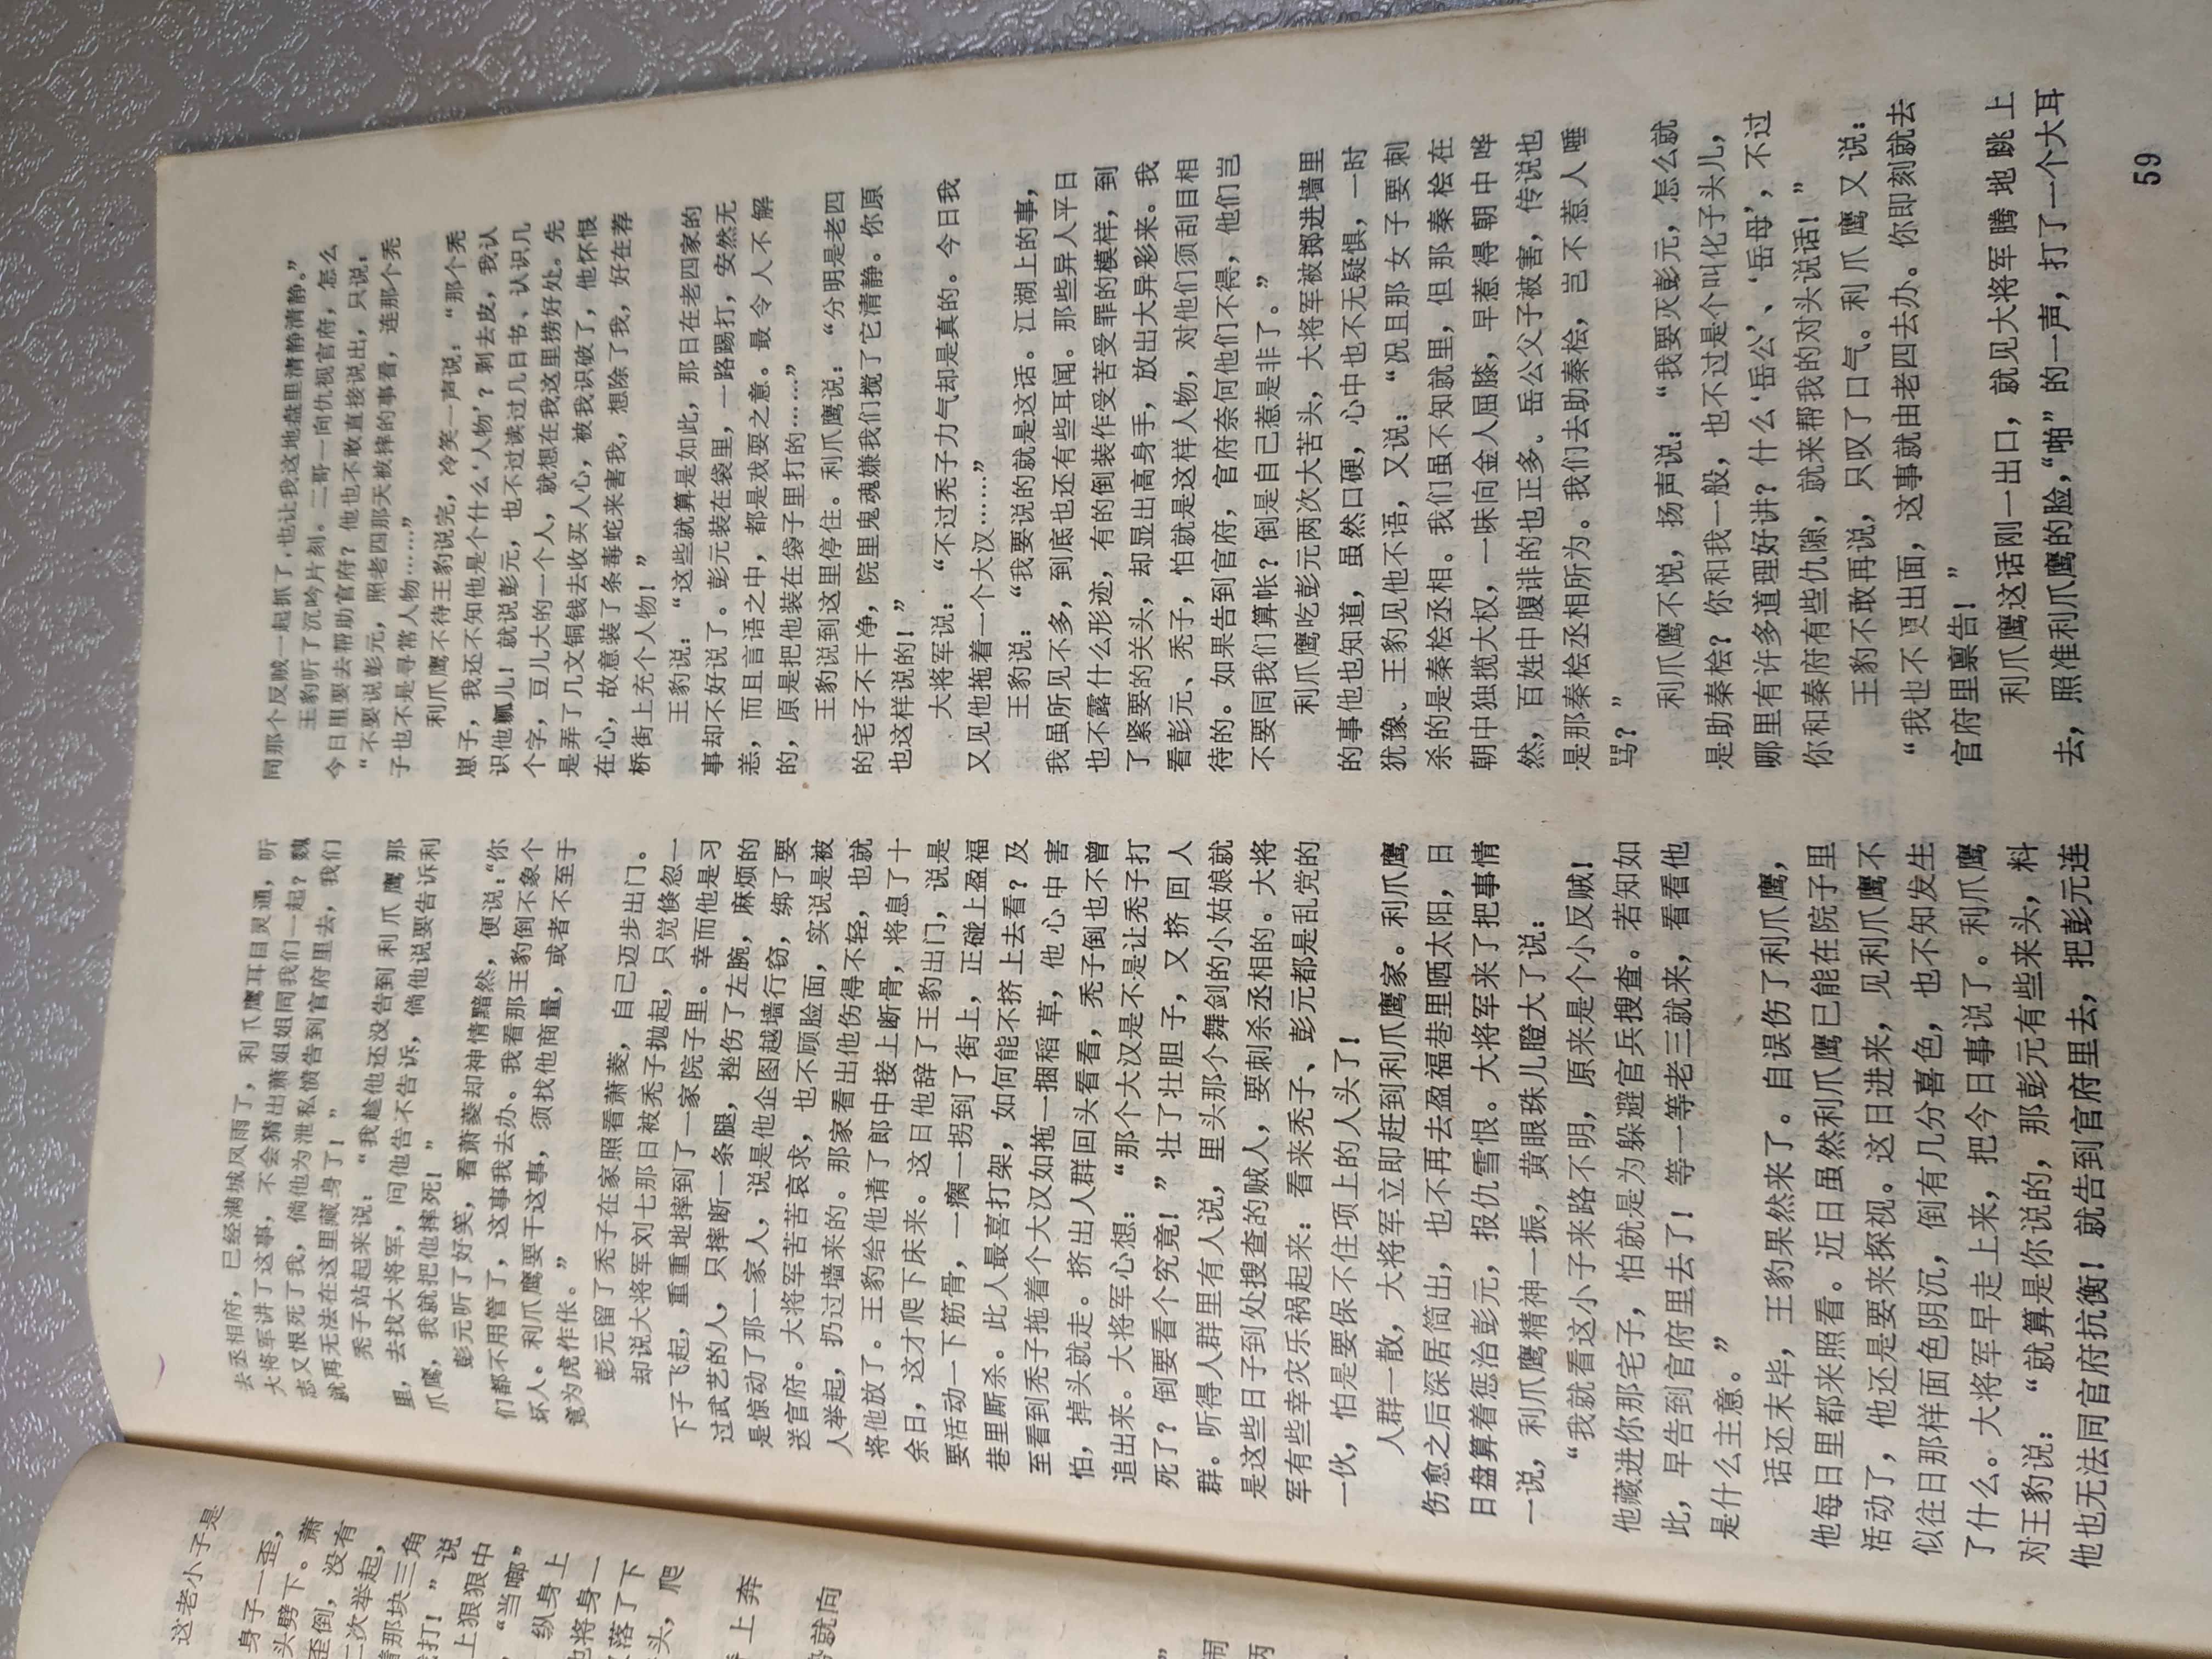 这老小子是
身子一歪，
头劈下。萧
歪倒，没有
二次举起，
着那块三角
打！”说
上狠狠中
“当啷”
纵身上
也将身一
落了下
头，爬
上奔
就向
去丞相府，已经满城风雨了，利爪鹰耳目灵通，听
大将军讲了这事，不会猜出萧姐姐同我们一起？魏
志又恨死了我，倘他为泄私愤告到官府里去，我们
就再无法在这里藏身了！”
秃子站起来说：“我趁他还没告到利爪鹰那
里，去找大将军，问他告不告诉，倘他说要告诉利
爪鹰，我就把他摔死！”
彭元听了好笑，看萧菱却神情黯然，便说：“你
们都不用管了，这事我去办。我看那王豹倒不象个
坏人。利爪鹰要干这事，须找他商量，或者不至于
竟为虎作伥。”
彭元留了秃子在家照看萧菱，自己迈步出门。
却说大将军刘七那日被秃子抛起，只觉倏忽一
下子飞起，重重地摔到了一家院子里。幸而他是习
过武艺的人，只摔断一条腿，挫伤了左腕，麻烦的
是惊动了那一家人，说是他企图越墙行窃，绑了要
送官府。大将军苦苦哀求，也不顾脸面，实说是被
人举起，扔过墙来的。那家看出他伤得不轻，也就
将他放了。王豹给他请了郎中接上断骨，将息了十
余日，这才爬下床来。这日他辞了王豹出门，说是
要活动一下筋骨，一瘸一拐到了街上，正碰上盈福
巷里厮杀。此人最喜打架，如何能不挤上去看？及
至看到秃子拖着个大汉如拖一捆稻草，他心中害
怕，掉头就走。挤出人群回头看看，秃子倒也不曾
追出来。大将军心想：“那个大汉是不是让秃子打
死了？倒要看个究竟！”壮了壮胆子，又挤回人
群。听得人群里有人说，里头那个舞剑的小姑娘就
是这些日子到处搜查的贼人，要刺杀丞相的。大将
军有些幸灾乐祸起来：看来秃子、彭元都是乱党的
一伙，怕是要保不住项上的人头了！
人群一散，大将军立即赶到利爪鹰家。利爪鹰
伤愈之后深居简出，也不再去盈福巷里晒太阳，日
日盘算着惩治彭元，报仇雪恨。大将军来了把事情
一说，利爪鹰精神一振，黄眼珠儿瞪大了说：
“我就看这小子来路不明，原来是个小反贼！
他藏进你那宅子，怕就是为躲避官兵搜查。若知如
此，早告到官府里去了！等一等老三就来，看看他
是什么主意。”
话还未毕，王豹果然来了。自误伤了利爪鹰，
他每日里都来照看。近日虽然利爪鹰已能在院子里
活动了，他还是要来探视。这日进来，见利爪鹰不
似往日那样面色阴沉，倒有几分喜色，也不知发生
了什么。大将军早走上来，把今日事说了。利爪鹰
对王豹说：“就算是你说的，那彭元有些来头，料
他也无法同官府抗衡！就告到官府里去，把彭元连
同那个反贼一起抓了，也让我这地盘里清静清静。”
王豹听了沉吟片刻。二哥一向仇视官府，怎么
今日里要去帮助官府？他也不敢直接说出，只说：
“不要说彭元，照老四那天被摔的事看，连那个秃
子也不是寻常人物……”
利爪鹰不待王豹说完，冷笑一声说：“那个秃
崽子，我还不知他是个什么‘人物’？剥去皮，我认
识他瓤儿！就说彭元，也不过读过几日书、认识几
个字，豆儿大的一个人，就想在我这里捞好处。先
是弄了几文铜钱去收买人心，被我识破了，他怀恨
在心，故意装了条毒蛇来害我，想除了我，好在荐
桥街上充个人物！”
王豹说：“这些就算是如此，那日在老四家的
事却不好说了。彭元装在袋里，一路踢打，安然无
恙，而且言语之中，都是戏耍之意。最令人不解
的，原是把他装在袋子里打的……”
王豹说到这里停住。利爪鹰说：“分明是老四
的宅子不干净，院里鬼魂嫌我们搅了它清静。你原
也这样说的！”
大将军说：“不过秃子力气却是真的。今日我
又见他拖着一个大汉……”
王豹说：“我要说的就是这话。江湖上的事，
我虽所见不多，到底也还有些耳闻。那些异人平日
也不露什么形迹，有的倒装作受苦受罪的模样，到
了紧要的关头，却显出高身手，放出大异彩来。我
看彭元、秃子，怕就是这样人物，对他们须刮目相
待的。如果告到官府，官府奈何他们不得，他们岂
不要同我们算帐？倒是自己惹是非了。”
利爪鹰吃彭元两次大苦头，大将军被掷进墙里
的事他也知道，虽然口硬，心中也不无疑惧，一时
犹豫。王豹见他不语，又说：“况且那女子要刺
杀的是秦桧丞相。我们虽不知就里，但那秦桧在
朝中独揽大权，一味向金人屈膝，早惹得朝中哗
然，百姓中腹诽的也正多。岳公父子被害，传说也
是那秦桧丞相所为。我们去助秦桧，岂不惹人唾
骂？”
利爪鹰不悦，扬声说：“我要灭彭元，怎么就
是助秦桧？你和我一般，也不过是个叫化子头儿，
哪里有许多道理好讲？什么‘岳公’、‘岳母’，不过
你和秦府有些仇隙，就来帮我的对头说话！”
王豹不敢再说，只叹了口气。利爪鹰又说：
“我也不更出面，这事就由老四去办。你即刻就去
官府里禀告！”
利爪鹰这话刚一出口，就见大将军腾地跳上
去，照准利爪鹰的脸，“啪”的一声，打了一个大耳
59